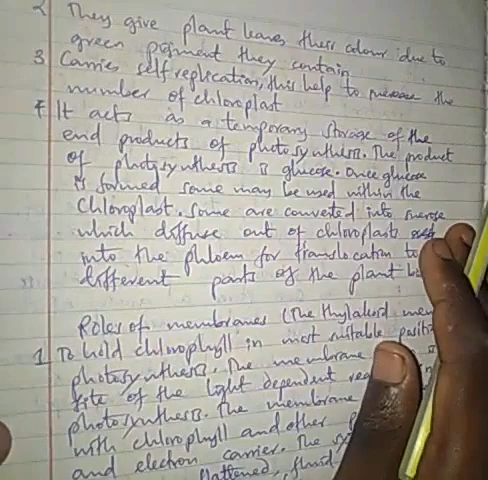 2 They give plant leaves their colour due to
green pigment they contain
3 Carries self replication, this help to increase the
number of chloroplast
4. It acts as a temporary storage of the
end products of photosynthesis. The product
of photosynthesis is glucose. Once glucose
is formed some may be used within the
chloroplast. Some are converted into sucrose
which diffuse out of chloroplasts
into the phloem for translocation to
different parts of the plant
Roles of membranes (The thylakoid
1 To hold chlorophyll in most suitable
photosynthesis. The membrane
site of the light dependent
photosynthesis. The membrane
with chlorophyll and other
and electron carrier. The
flattened, fluid